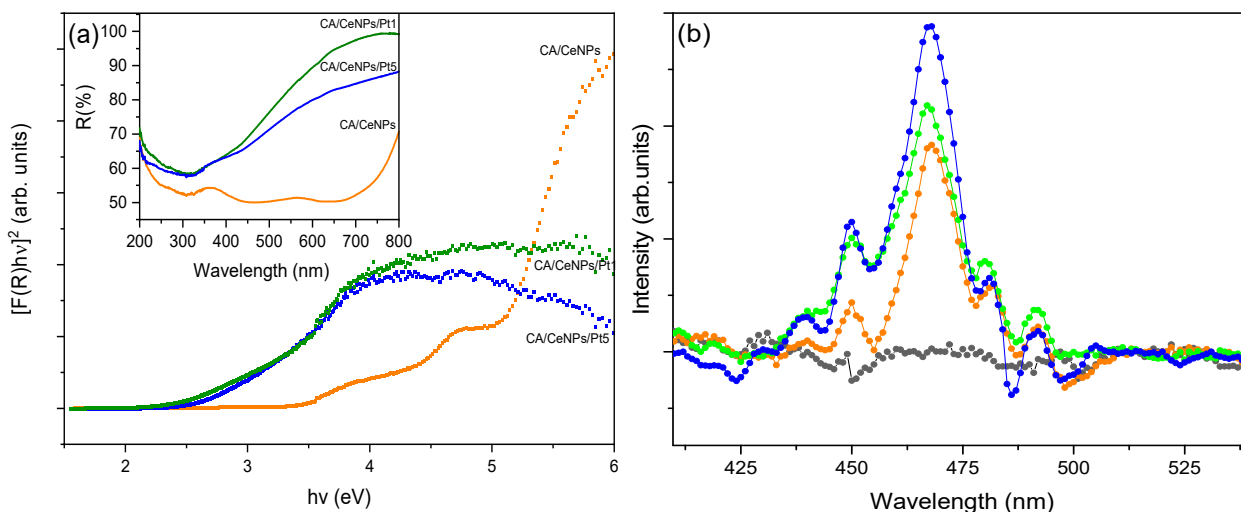 (a)
[F(R)hν]² (arb. units)
hν (eV)
2
3
4
5
6
CA/CeNPs
CA/CeNPs/Pt1
CA/CeNPs/Pt5
R(%)
100
90
80
70
60
50
200 300 400 500 600 700 800
Wavelength (nm)
CA/CeNPs/Pt1
CA/CeNPs/Pt5
CA/CeNPs
(b)
Intensity (arb.units)
425 450 475 500 525
Wavelength (nm)